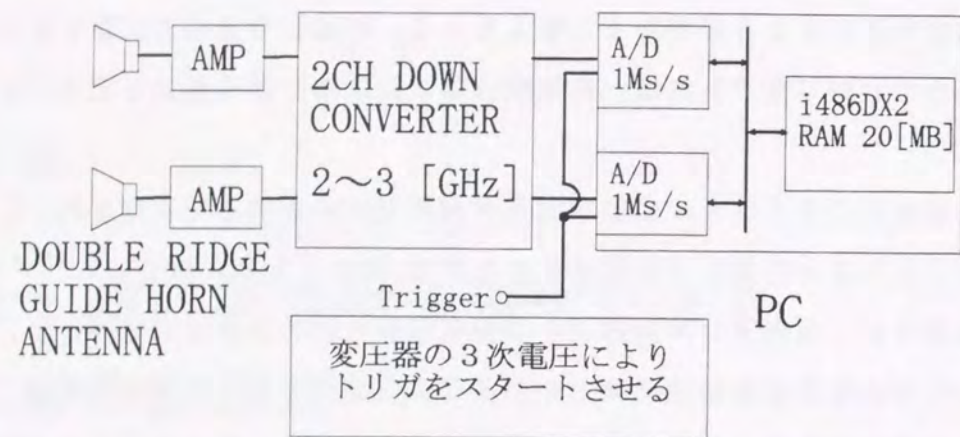 AMP
2CH DOWN
CONVERTER
2～3 [GHz]
A/D
1Ms/s
i486DX2
RAM 20[MB]
AMP
A/D
1Ms/s
DOUBLE RIDGE
GUIDE HORN
ANTENNA
Trigger
PC
変圧器の３次電圧により
トリガをスタートさせる